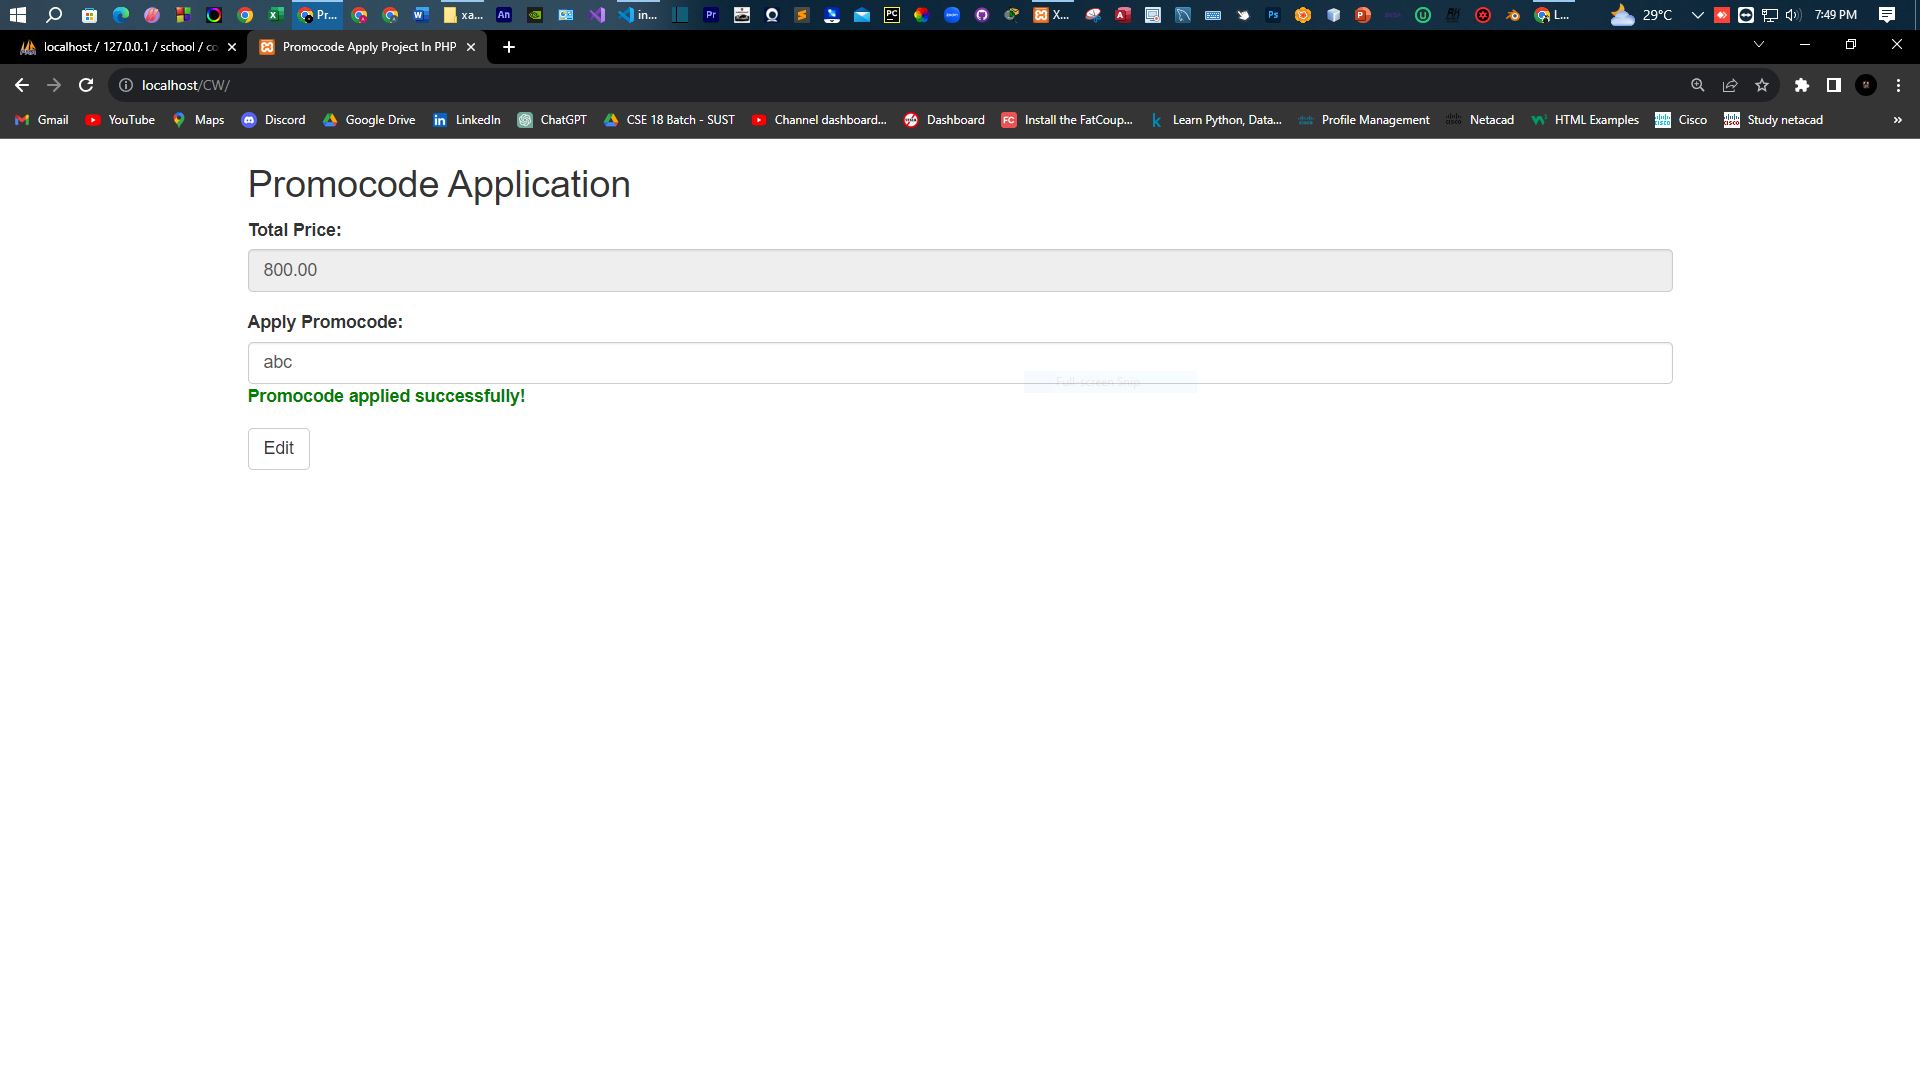 Pr...
xa...
in...
X...
L...
29°C
7:49 PM
localhost / 127.0.0.1 / school / co
Promocode Apply Project In PHP
localhost/CW/
Gmail
YouTube
Maps
Discord
Google Drive
LinkedIn
ChatGPT
CSE 18 Batch - SUST
Channel dashboard...
Dashboard
Install the FatCoup...
Learn Python, Data...
Profile Management
Netacad
HTML Examples
Cisco
Study netacad
Promocode Application
Total Price:
800.00
Apply Promocode:
abc
Full-screen Snip
Promocode applied successfully!
Edit